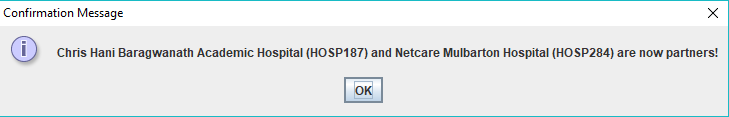 Confirmation Message
Chris Hani Baragwanath Academic Hospital (HOSP187) and Netcare Mulbarton Hospital (HOSP284) are now partners!
OK